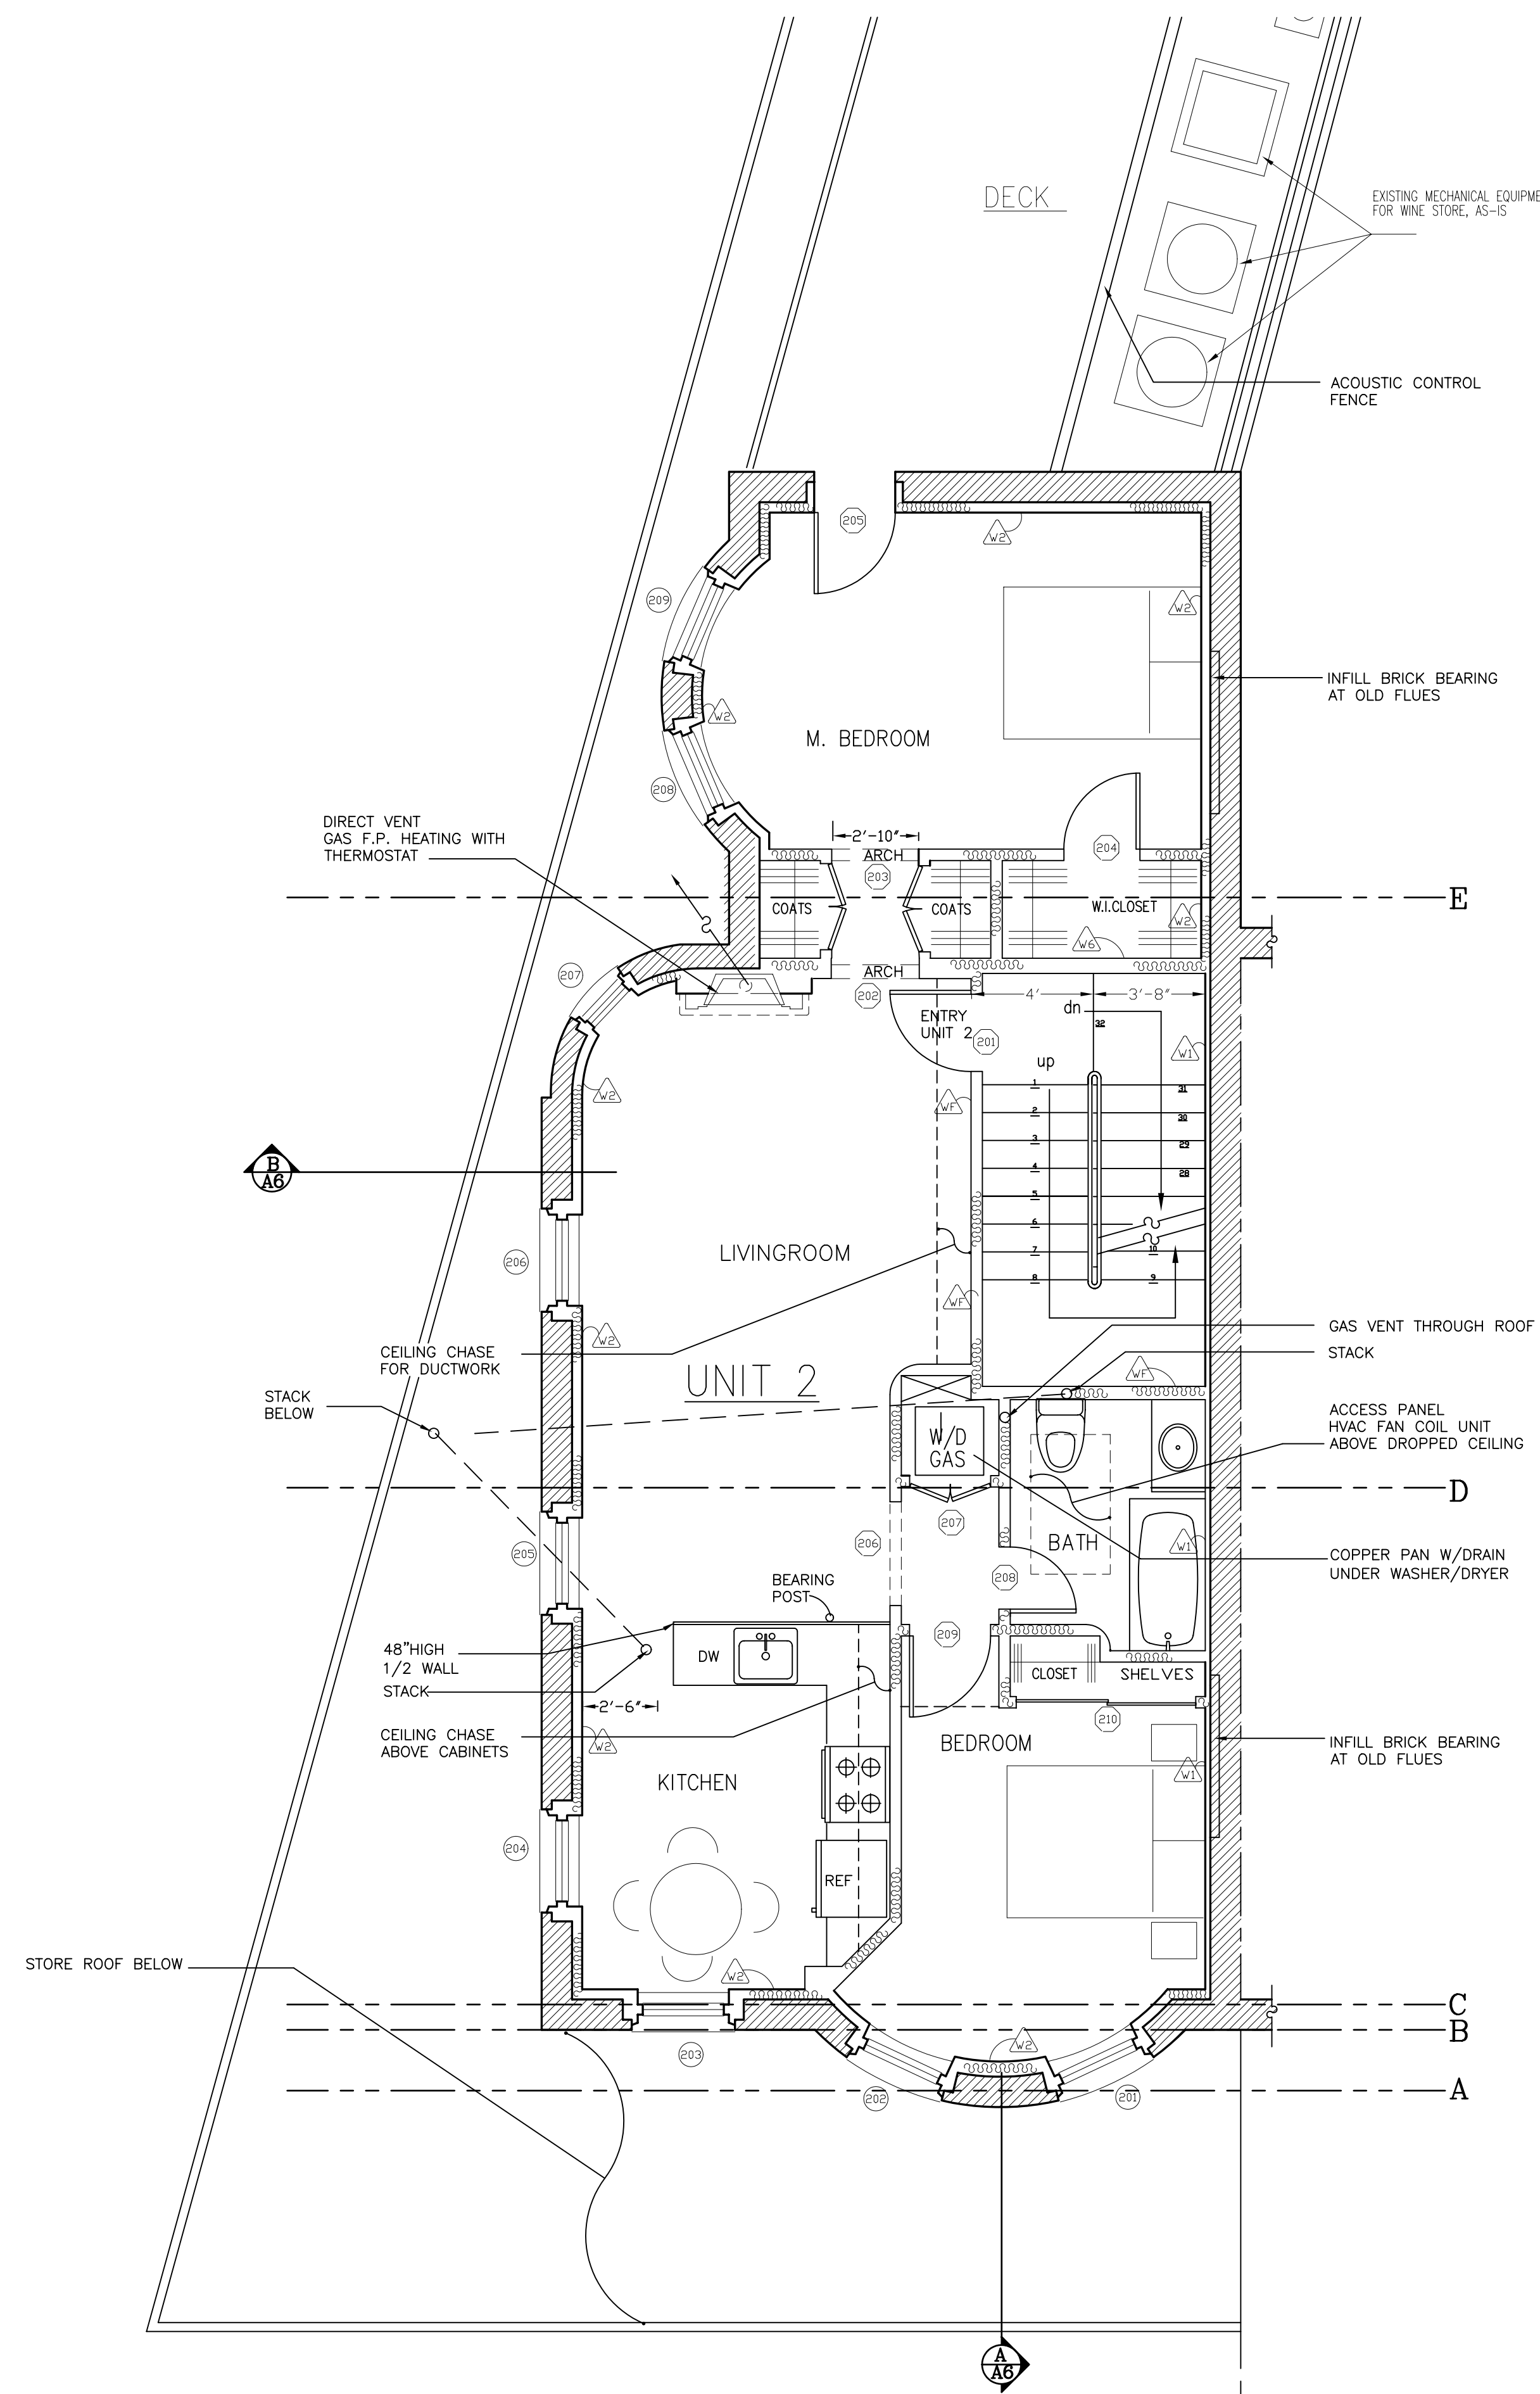 DECK
EXISTING MECHANICAL
FOR WINE STORE, AS-IS
ACOUSTIC CONTROL
FENCE
205
W2
209
W2
INFILL BRICK BEARING
AT OLD FLUES
W2
M. BEDROOM
208
DIRECT VENT
GAS F.P. HEATING WITH
THERMOSTAT
2'-10"
ARCH
203
204
E
COATS
COATS
W.I.CLOSET
W2
W6
207
ARCH
202
4'
3'-8"
ENTRY
UNIT 2
201
dn
32
W1
up
1
31
W2
WF
2
30
3
29
4
28
B
A6
5
6
7
10
8
9
206
LIVINGROOM
WF
W2
GAS VENT THROUGH ROOF
CEILING CHASE
FOR DUCTWORK
STACK
UNIT 2
WF
STACK
BELOW
ACCESS PANEL
HVAC FAN COIL UNIT
ABOVE DROPPED CEILING
W/D
GAS
D
207
205
206
BATH
W1
COPPER PAN W/DRAIN
UNDER WASHER/DRYER
208
BEARING
POST
209
48"HIGH
1/2 WALL
DW
CLOSET
SHELVES
STACK
2'-6"
210
CEILING CHASE
ABOVE CABINETS
W2
BEDROOM
INFILL BRICK BEARING
AT OLD FLUES
W1
KITCHEN
204
REF
STORE ROOF BELOW
W2
C
B
203
W2
A
202
201
A
A6